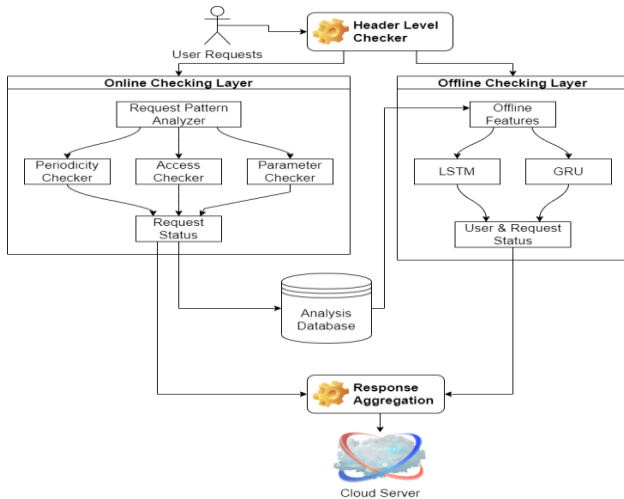 User Requests
Header Level
Checker
Online Checking Layer
Request Pattern
Analyzer
Periodicity
Checker
Access
Checker
Parameter
Checker
Request
Status
Offline Checking Layer
Offline
Features
LSTM
GRU
User & Request
Status
Analysis
Database
Response
Aggregation
Cloud Server